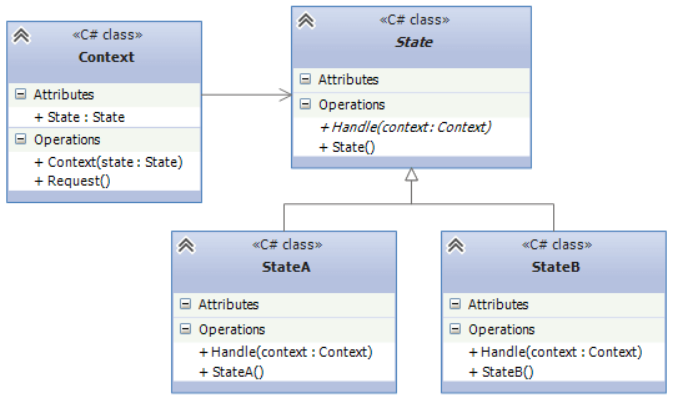 «C# class»
Context
Attributes
+ State : State
Operations
+ Context(state : State)
+ Request()
«C# class»
State
Attributes
Operations
+ Handle(context : Context)
+ State()
«C# class»
StateA
Attributes
Operations
+ Handle(context : Context)
+ StateA()
«C# class»
StateB
Attributes
Operations
+ Handle(context : Context)
+ StateB()